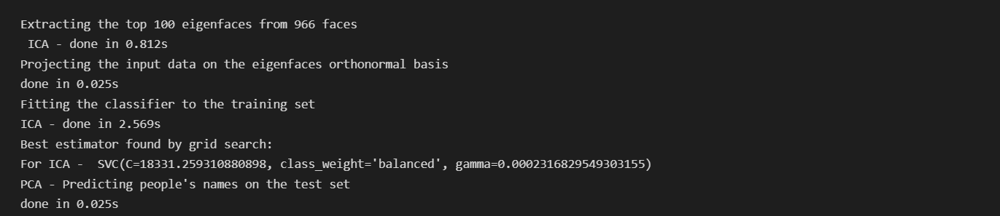 Extracting the top 100 eigenfaces from 966 faces
ICA - done in 0.812s
Projecting the input data on the eigenfaces orthonormal basis
done in 0.025s
Fitting the classifier to the training set
ICA - done in 2.569s
Best estimator found by grid search:
For ICA -  SVC(C=18331.259310880898, class_weight='balanced', gamma=0.0002316829549303155)
PCA - Predicting people's names on the test set
done in 0.025s